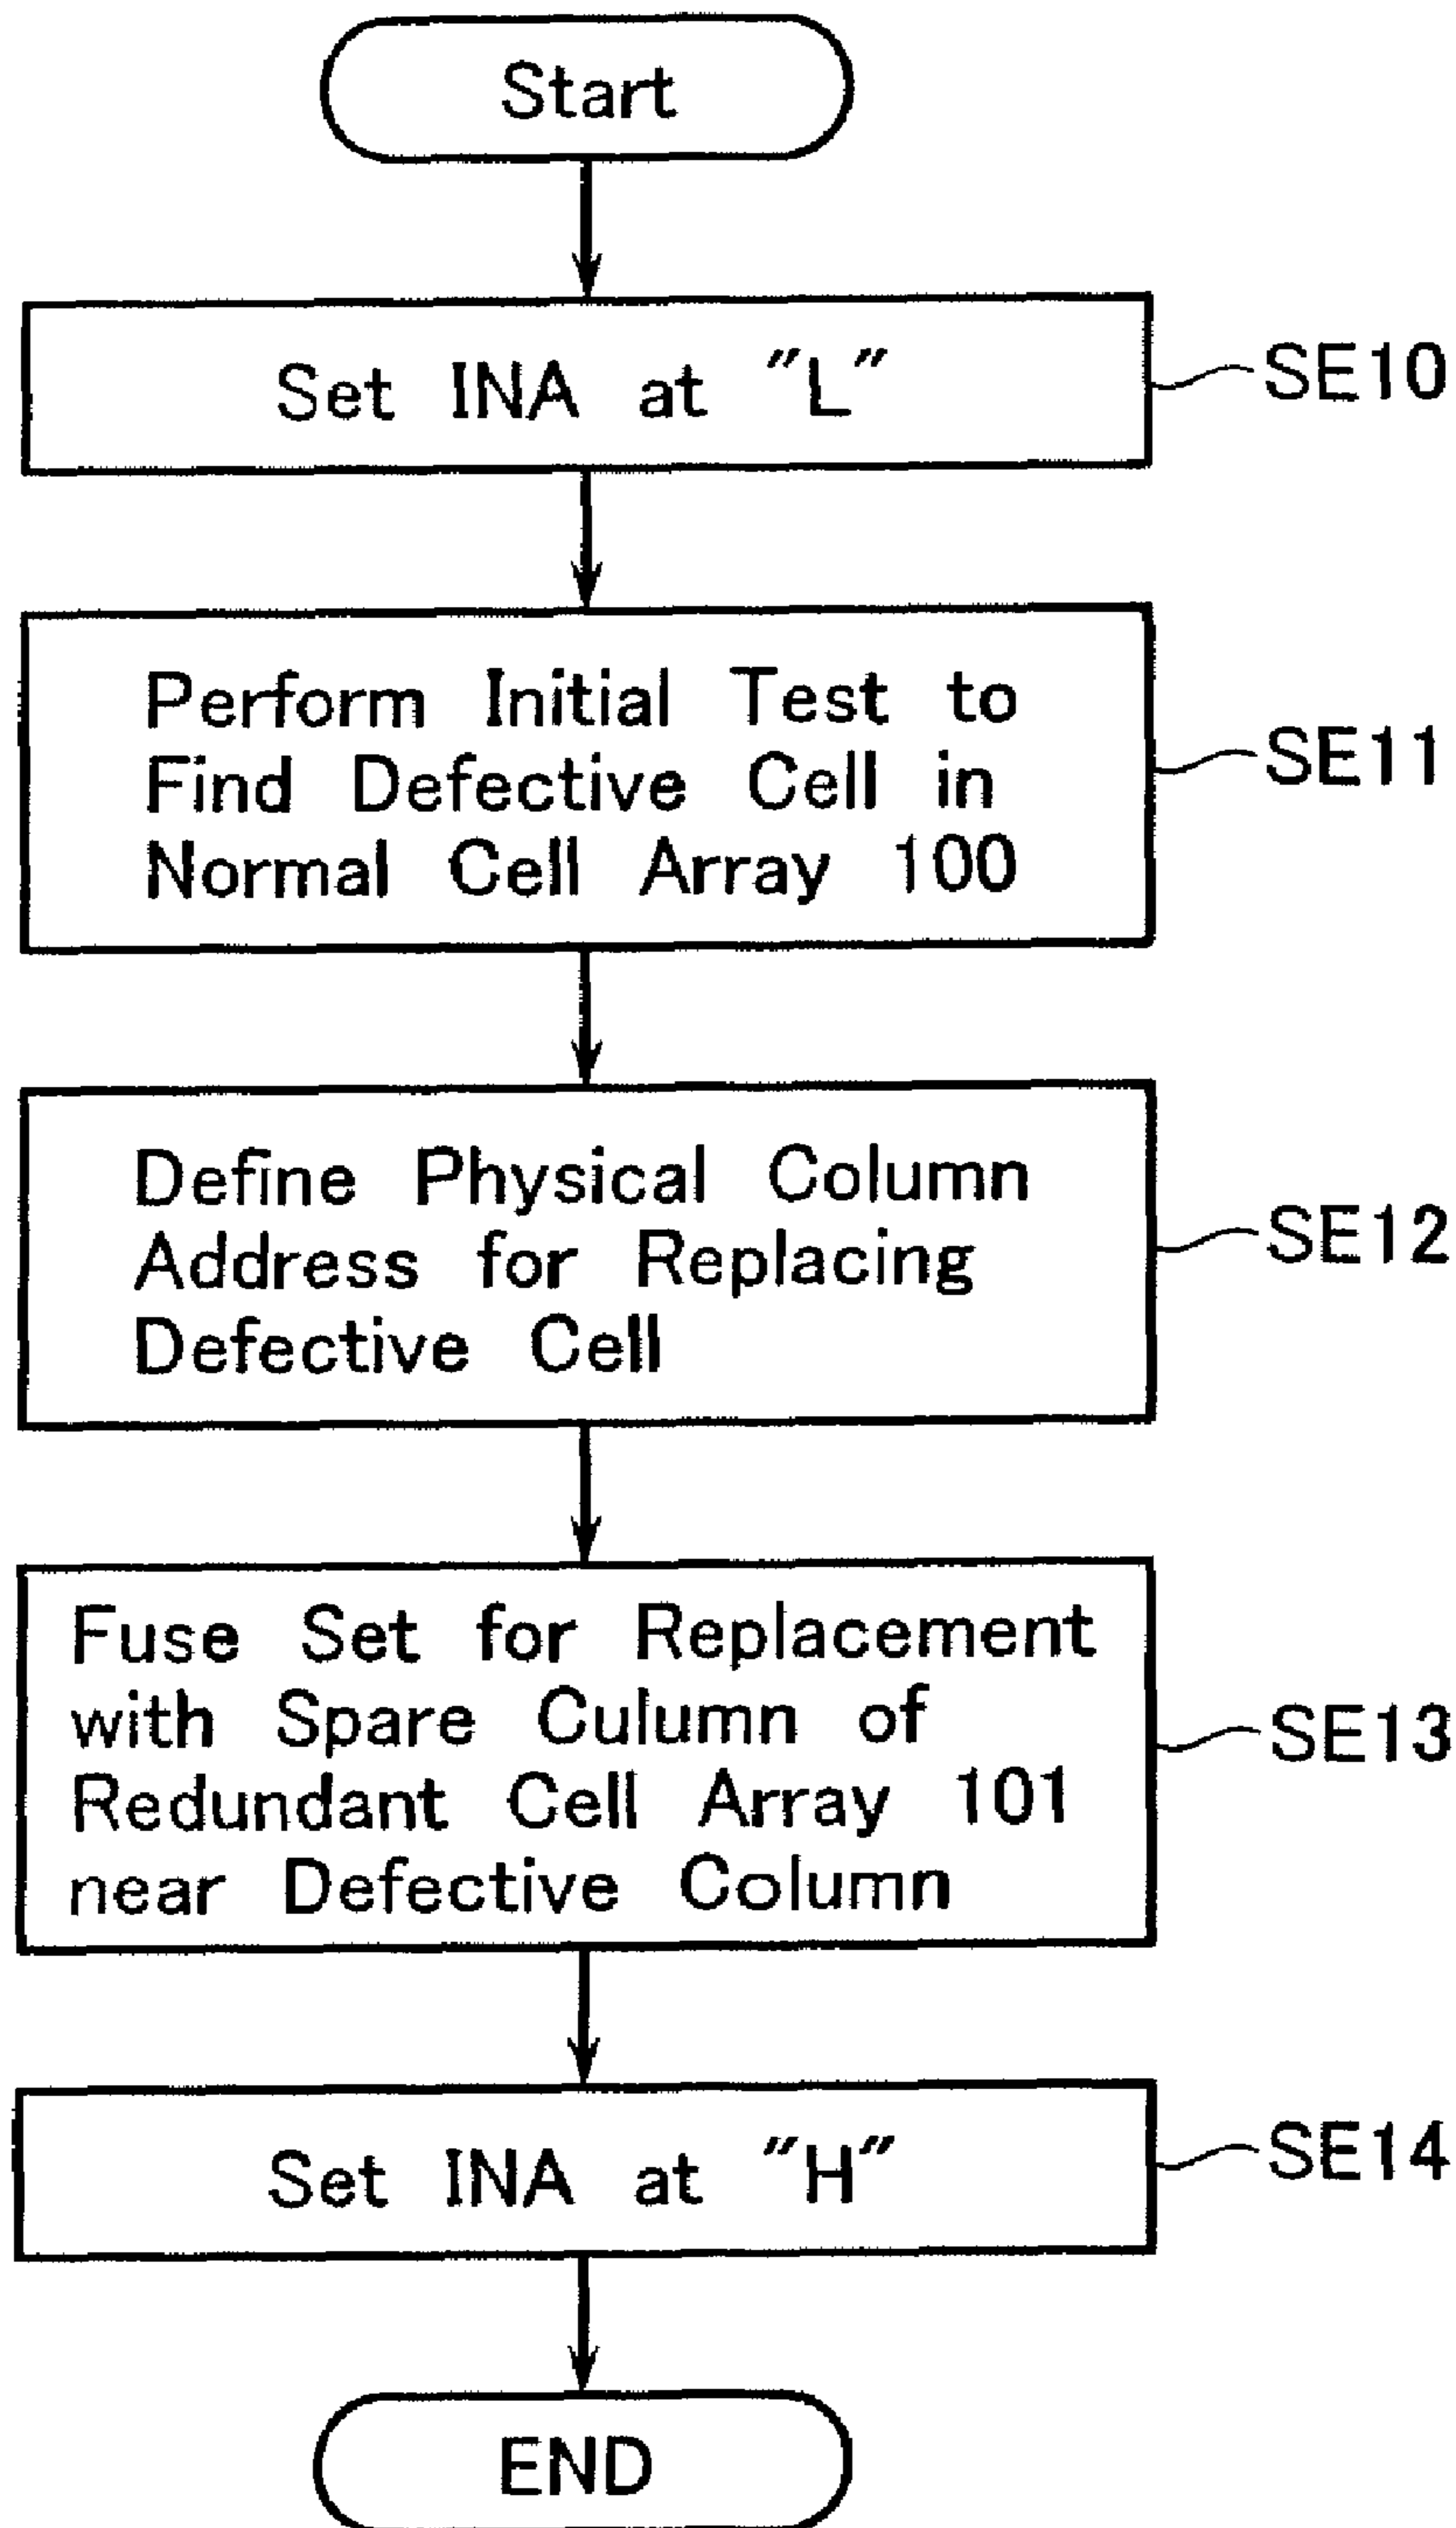 Start
Set INA at "L"
SE10
Perform Initial Test to
Find Defective Cell in
Normal Cell Array 100
SE11
Define Physical Column
Address for Replacing
Defective Cell
SE12
Fuse Set for Replacement
with Spare Culumn of
Redundant Cell Array 101
near Defective Column
SE13
Set INA at "H"
SE14
END